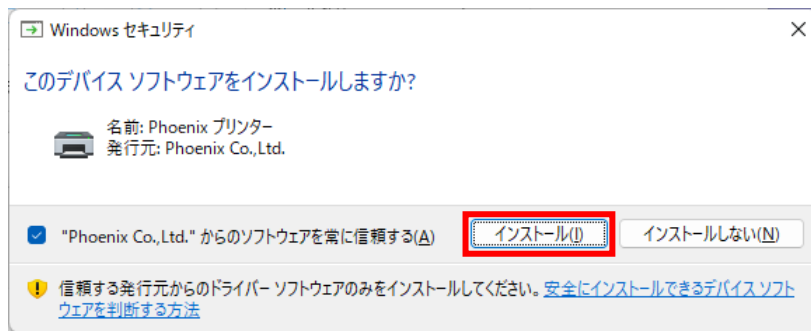 Windows セキュリティ
このデバイス ソフトウェアをインストールしますか?
名前: Phoenix プリンター
発行元: Phoenix Co.,Ltd.
"Phoenix Co.,Ltd." からのソフトウェアを常に信頼する(A) インストール(I) インストールしない(N)
信頼する発行元からのドライバー ソフトウェアのみをインストールしてください。安全にインストールできるデバイス ソフト
ウェアを判断する方法